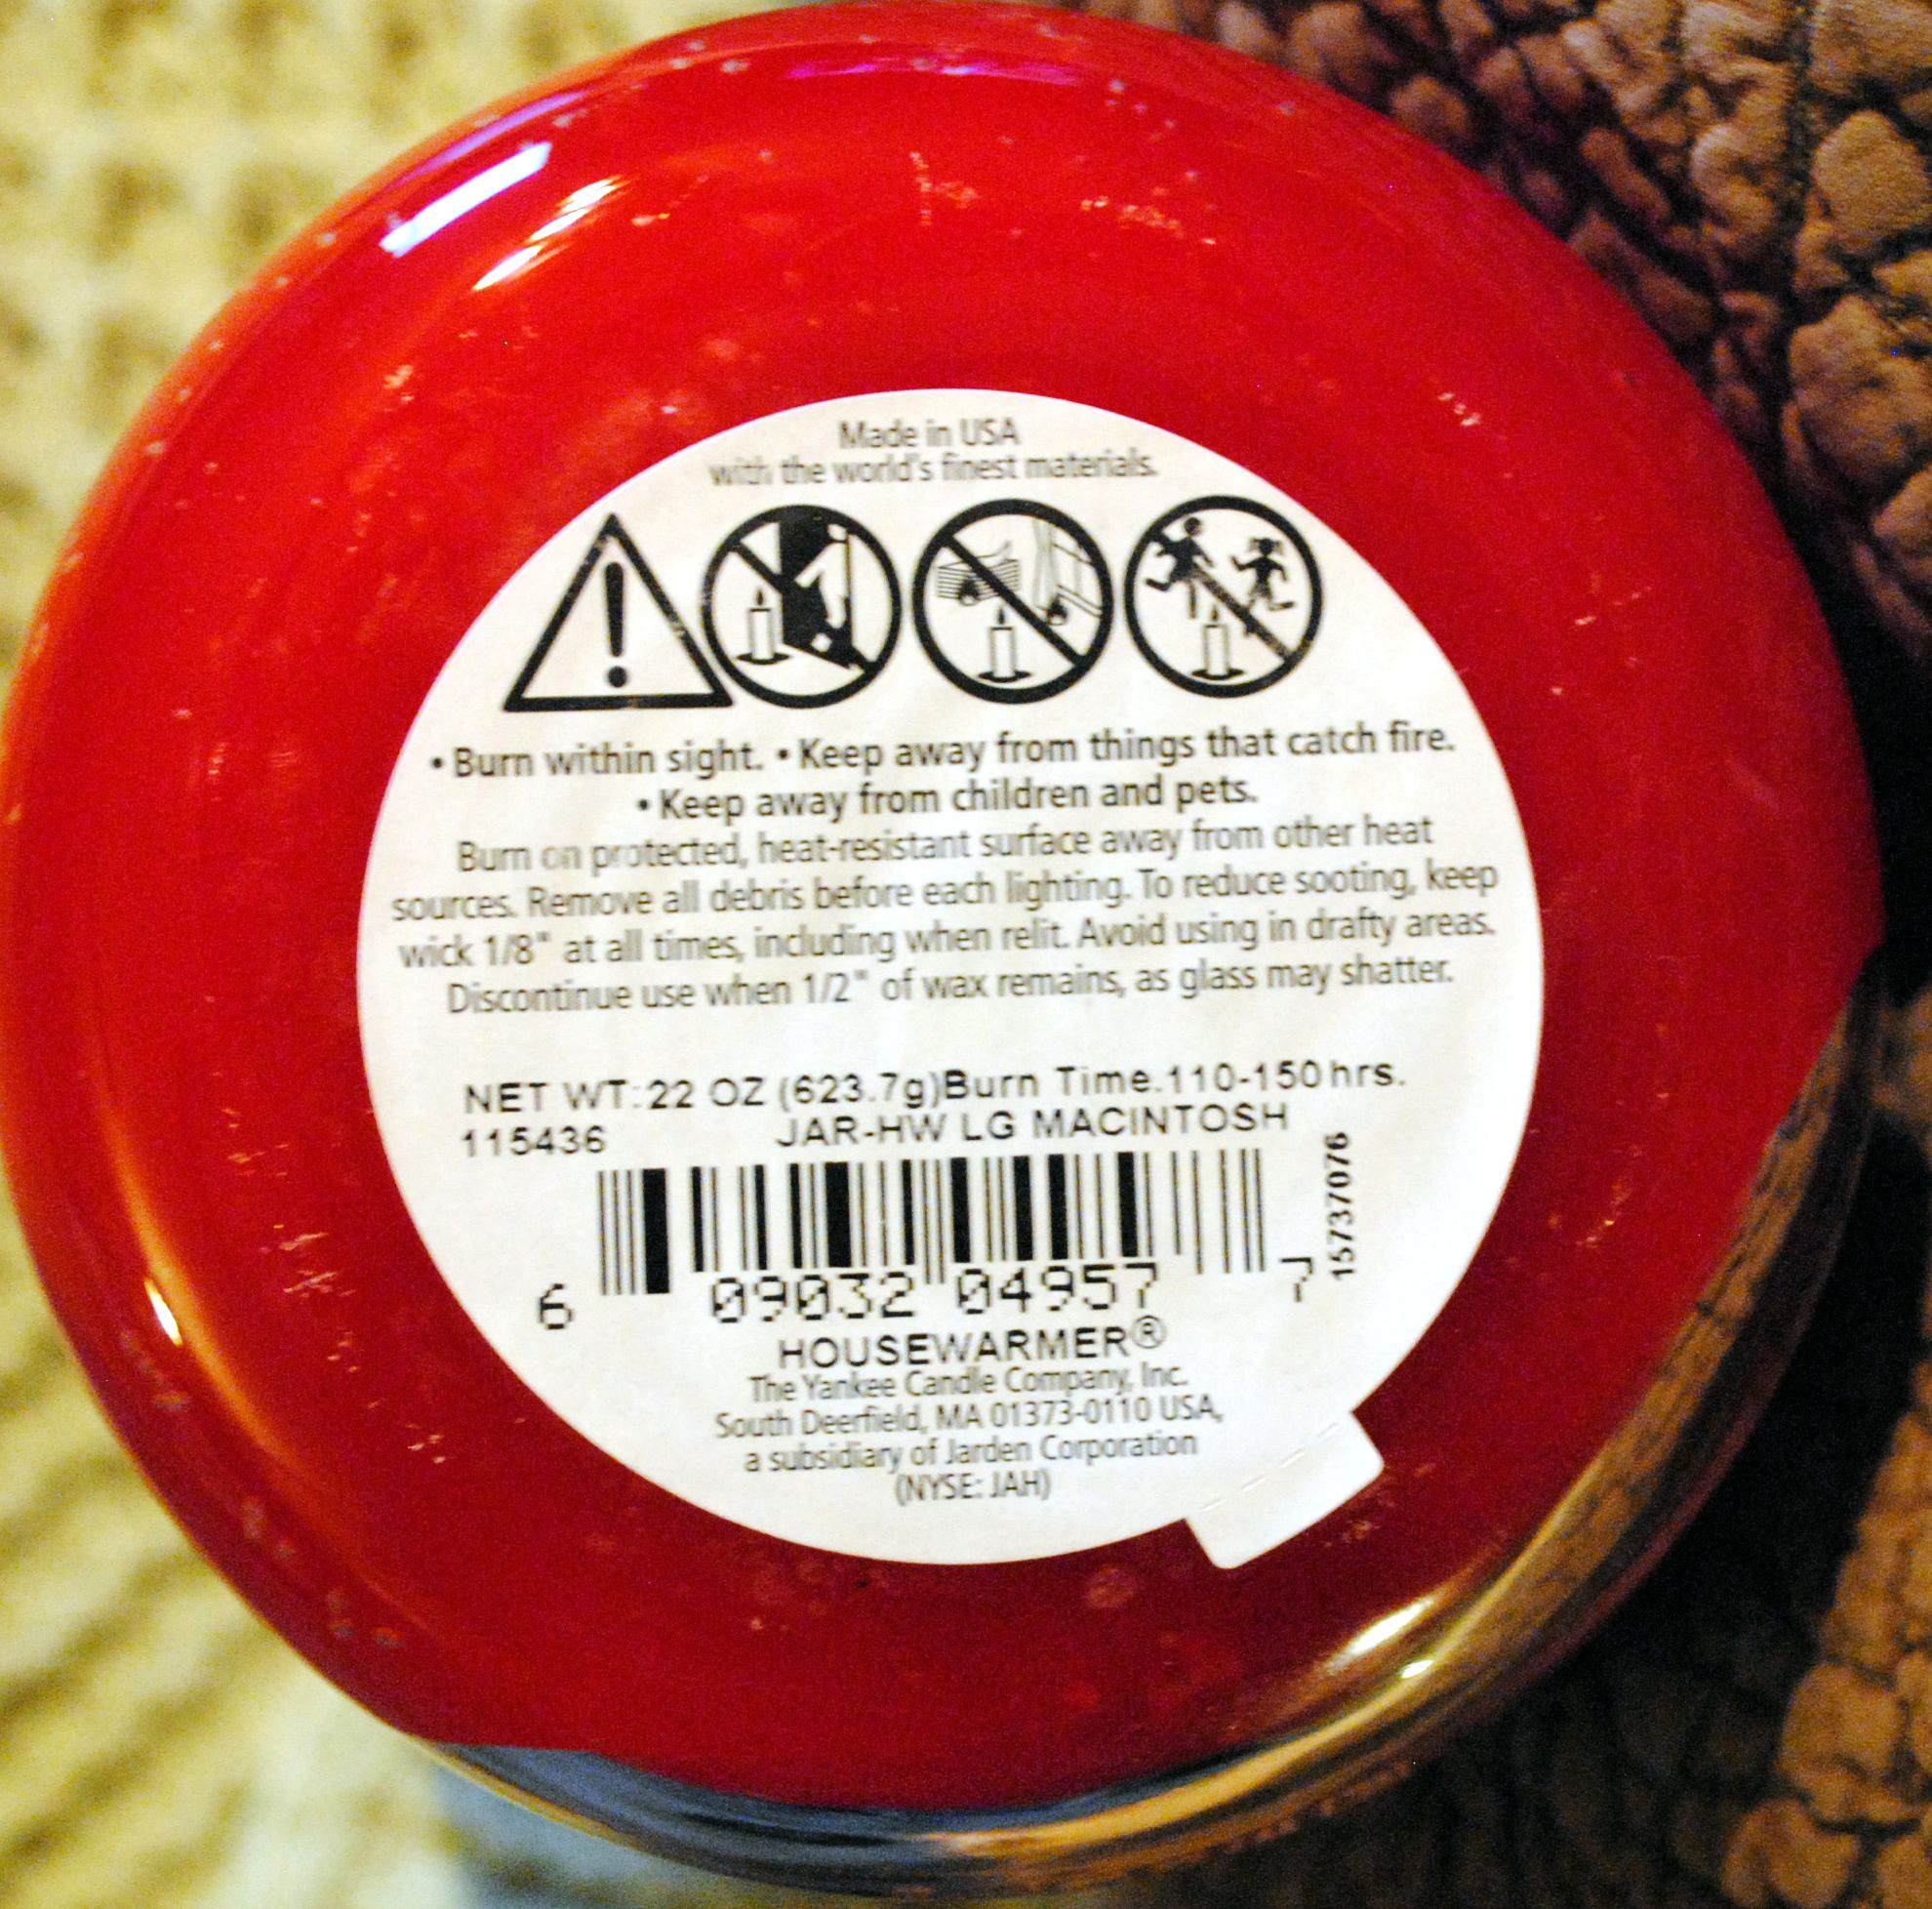 Made in USA
with the world's finest materials.
• Burn within sight. • Keep away from things that catch fire.
• Keep away from children and pets.
Burn on protected, heat-resistant surface away from other heat
sources. Remove all debris before each lighting. To reduce sooting, keep
wick 1/8" at all times, including when relit. Avoid using in drafty areas.
Discontinue use when 1/2" of wax remains, as glass may shatter.
NET WT:22 OZ (623.7g)Burn Time.110-150hrs.
115436 JAR-HW LG MACINTOSH
15737076
6 09032 04957 7
HOUSEWARMER®
The Yankee Candle Company, Inc.
South Deerfield, MA 01373-0110 USA,
a subsidiary of Jarden Corporation
(NYSE: JAH)